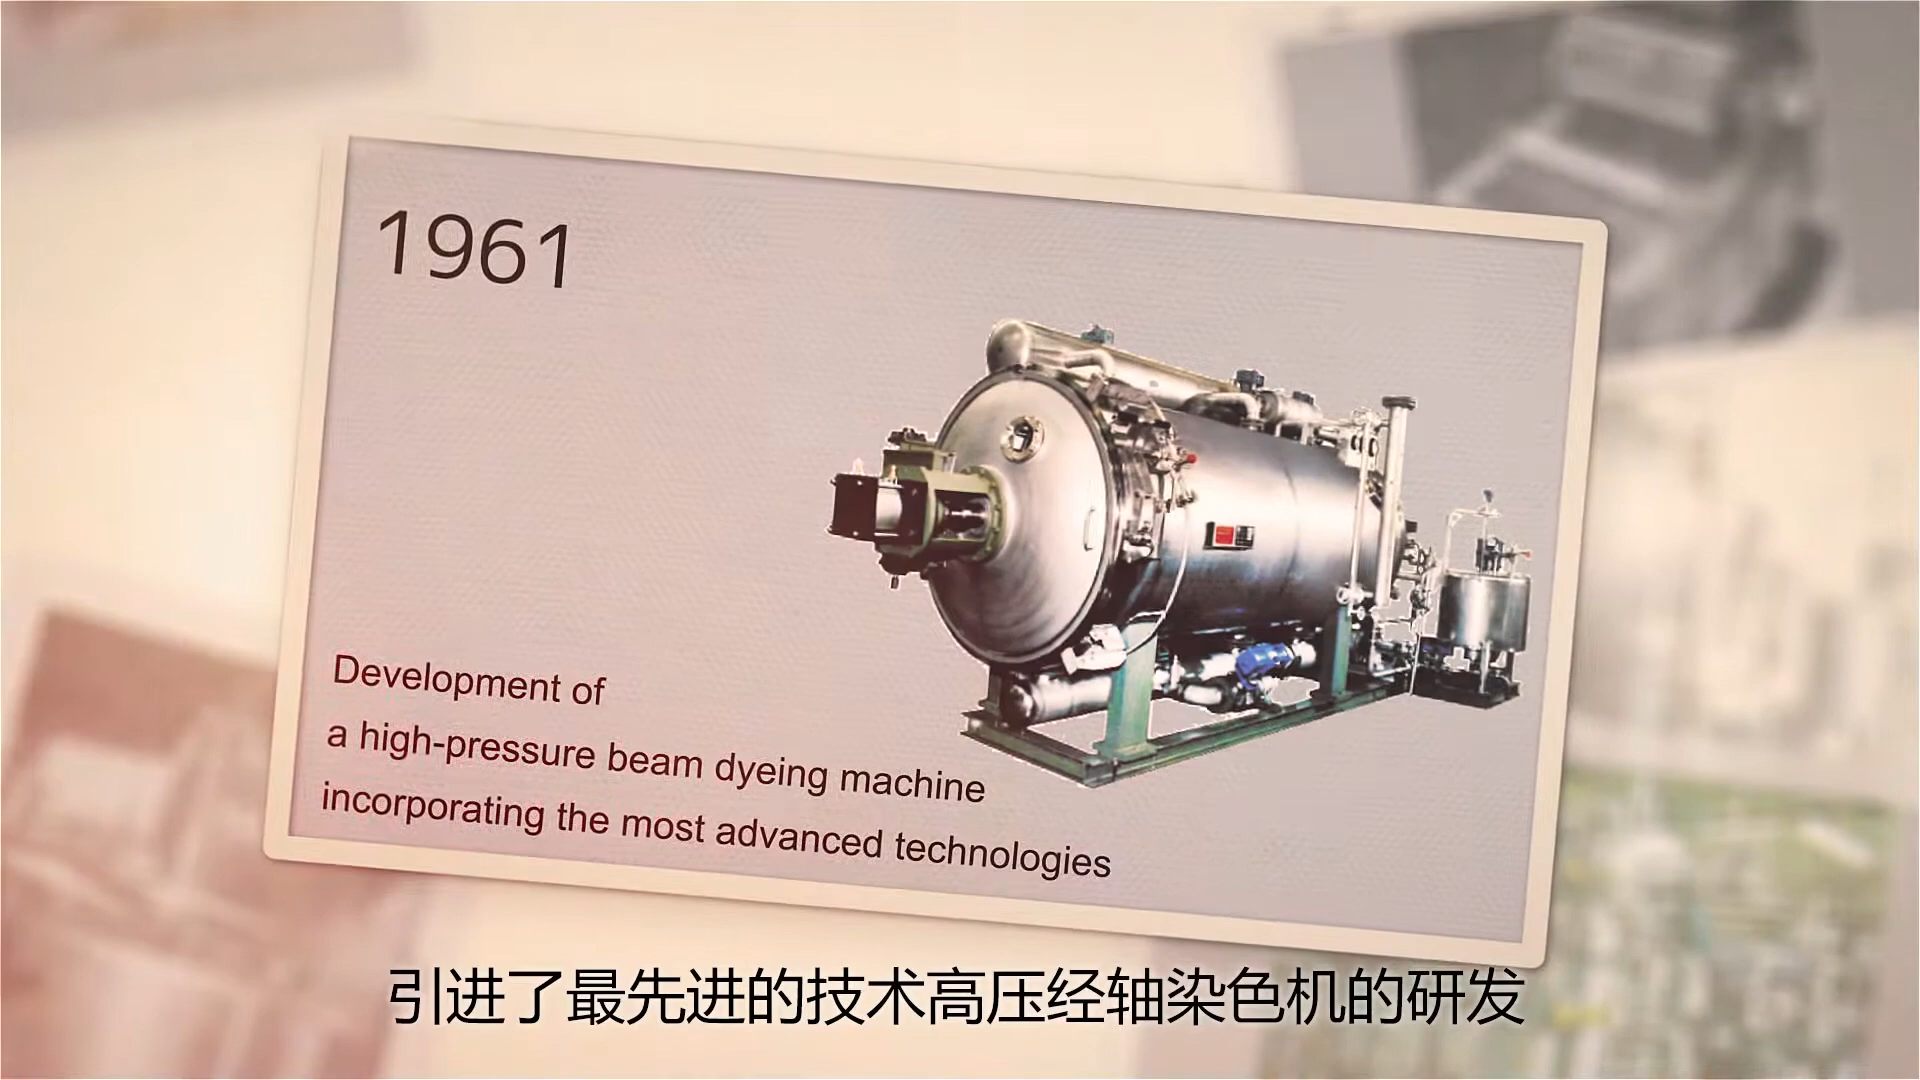 1961
Development of
a high-pressure beam dyeing machine
incorporating the most advanced technologies
引进了最先进的技术高压经轴染色机的研发